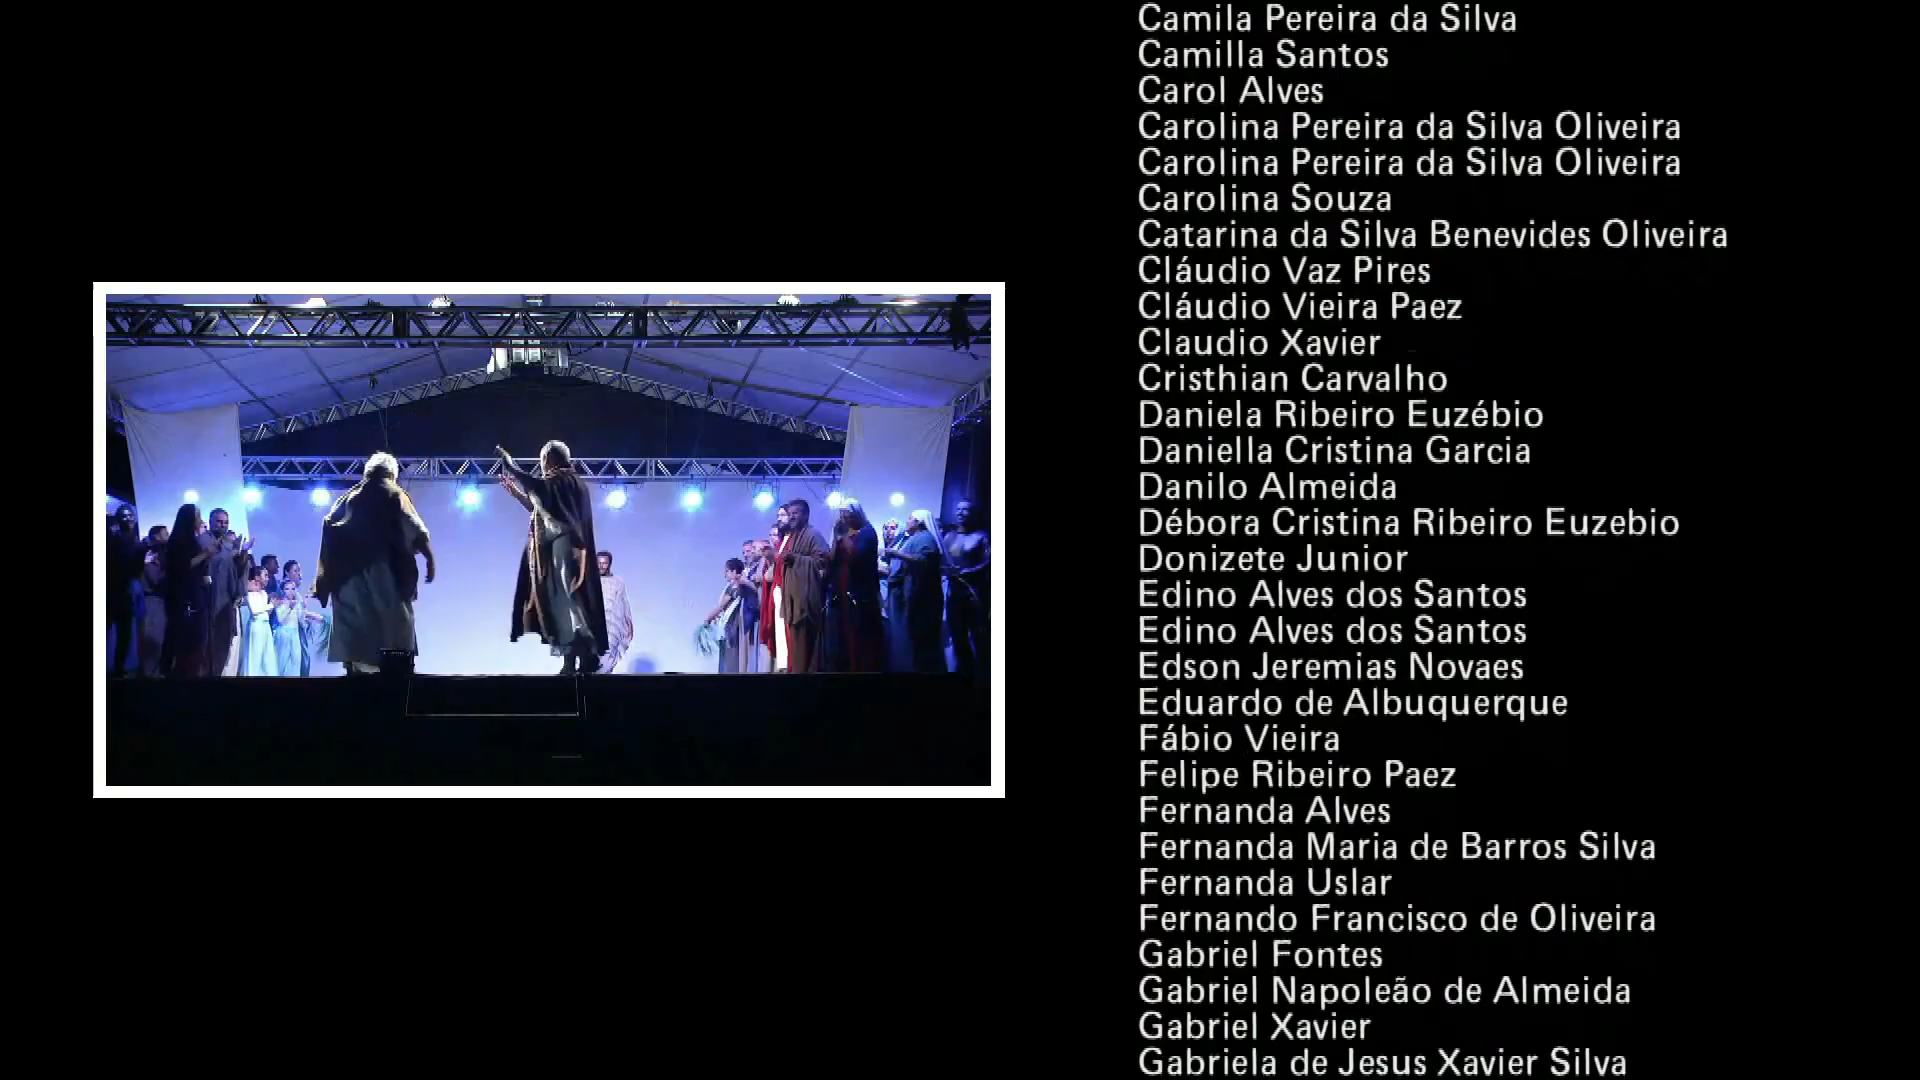 Camila Pereira da Silva
Camilla Santos
Carol Alves
Carolina Pereira da Silva Oliveira
Carolina Pereira da Silva Oliveira
Carolina Souza
Catarina da Silva Benevides Oliveira
Cláudio Vaz Pires
Cláudio Vieira Paez
Claudio Xavier
Cristhian Carvalho
Daniela Ribeiro Euzébio
Daniella Cristina Garcia
Danilo Almeida
Débora Cristina Ribeiro Euzebio
Donizete Junior
Edino Alves dos Santos
Edino Alves dos Santos
Edson Jeremias Novaes
Eduardo de Albuquerque
Fábio Vieira
Felipe Ribeiro Paez
Fernanda Alves
Fernanda Maria de Barros Silva
Fernanda Uslar
Fernando Francisco de Oliveira
Gabriel Fontes
Gabriel Napoleão de Almeida
Gabriel Xavier
Gabriela de Jesus Xavier Silva